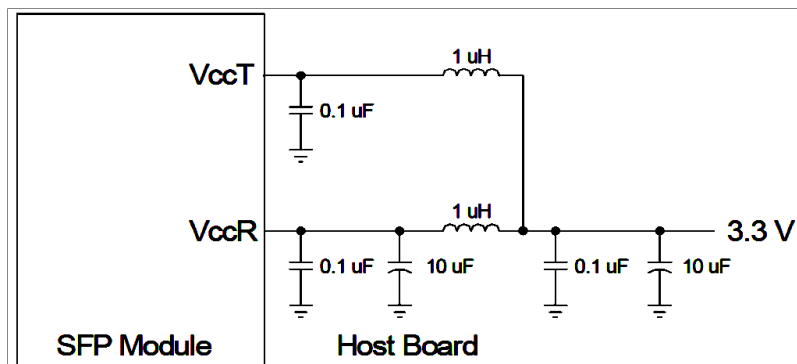 VccT
1 uH
0.1 uF
VccR
1 uH
3.3 V
0.1 uF
10 uF
0.1 uF
10 uF
SFP Module
Host Board